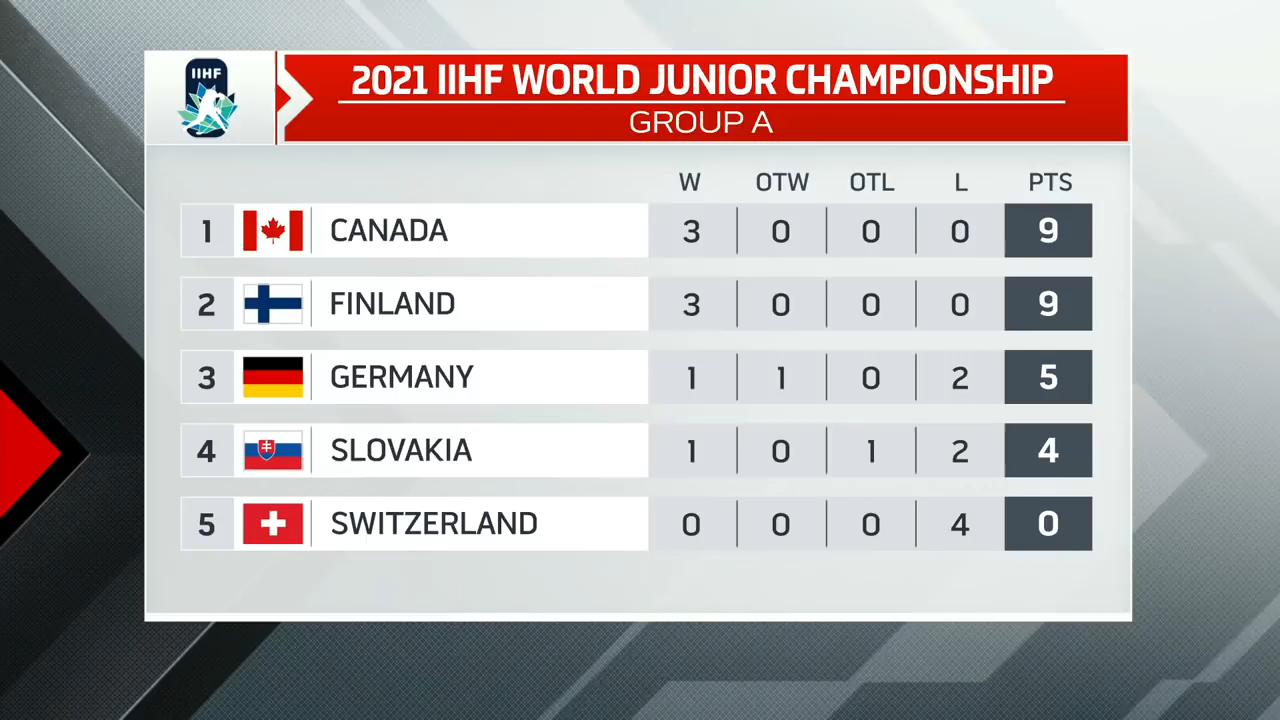 IIHF
2021 IIHF WORLD JUNIOR CHAMPIONSHIP
GROUP A
W OTW OTL L PTS
1 CANADA 3 0 0 0 9
2 FINLAND 3 0 0 0 9
3 GERMANY 1 1 0 2 5
4 SLOVAKIA 1 0 1 2 4
5 SWITZERLAND 0 0 0 4 0